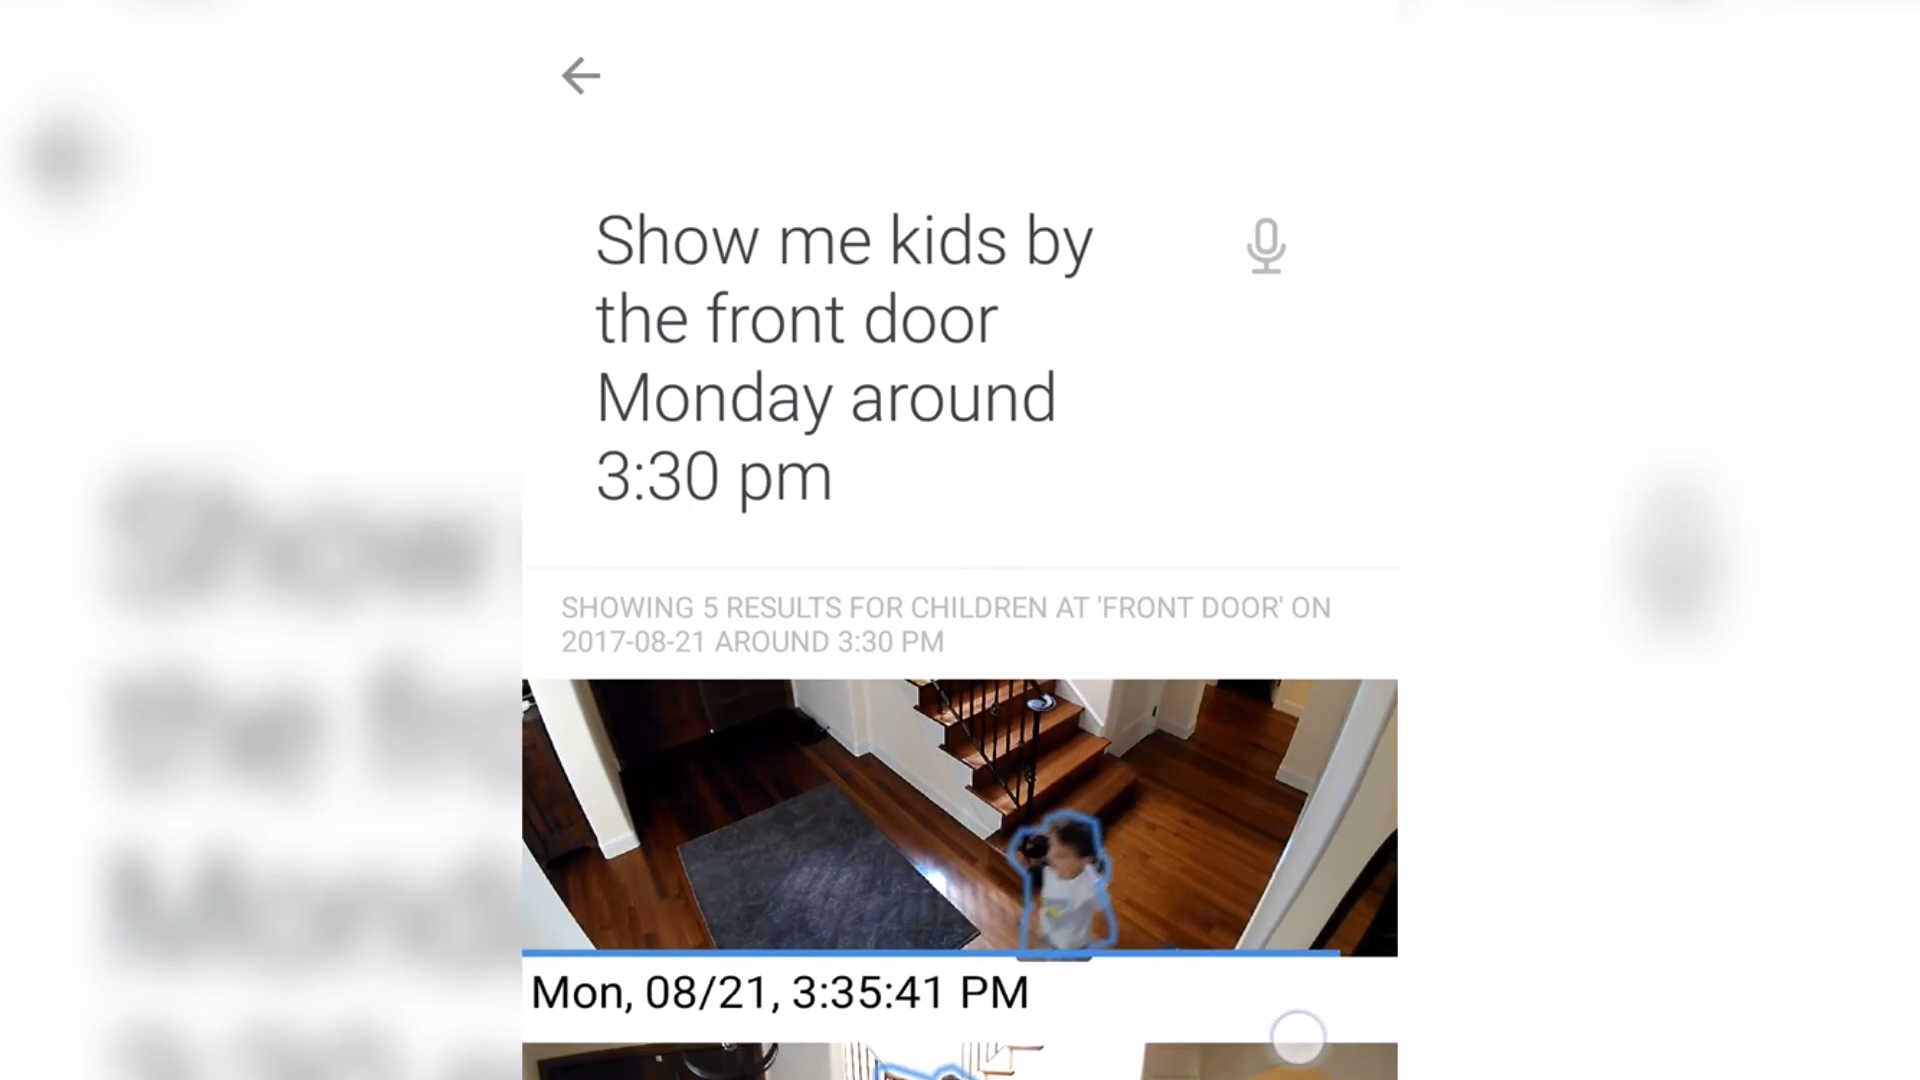 Show me kids by
the front door
Monday around
3:30 pm
SHOWING 5 RESULTS FOR CHILDREN AT 'FRONT DOOR' ON
2017-08-21 AROUND 3:30 PM
Mon, 08/21, 3:35:41 PM